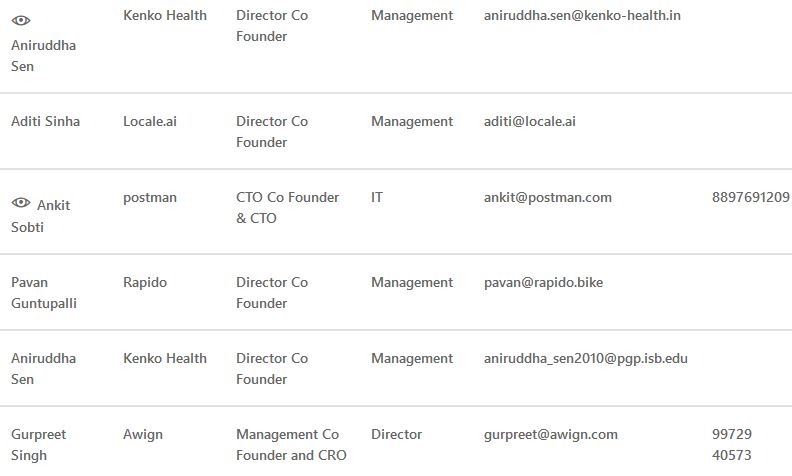 Kenko Health Director Co Management aniruddha.sen@kenko-health.in
Founder
Aniruddha
Sen
Aditi Sinha Locale.ai Director Co Management aditi@locale.ai
Founder
postman CTO Co Founder IT ankit@postman.com 8897691209
Ankit
& CTO
Sobti
Pavan Rapido Director Co Management pavan@rapido.bike
Guntupalli Founder
Aniruddha Kenko Health Director Co Management aniruddha_sen2010@pgp.isb.edu
Sen Founder
Gurpreet Awign Management Co Director gurpreet@awign.com 99729
Singh Founder and CRO 40573